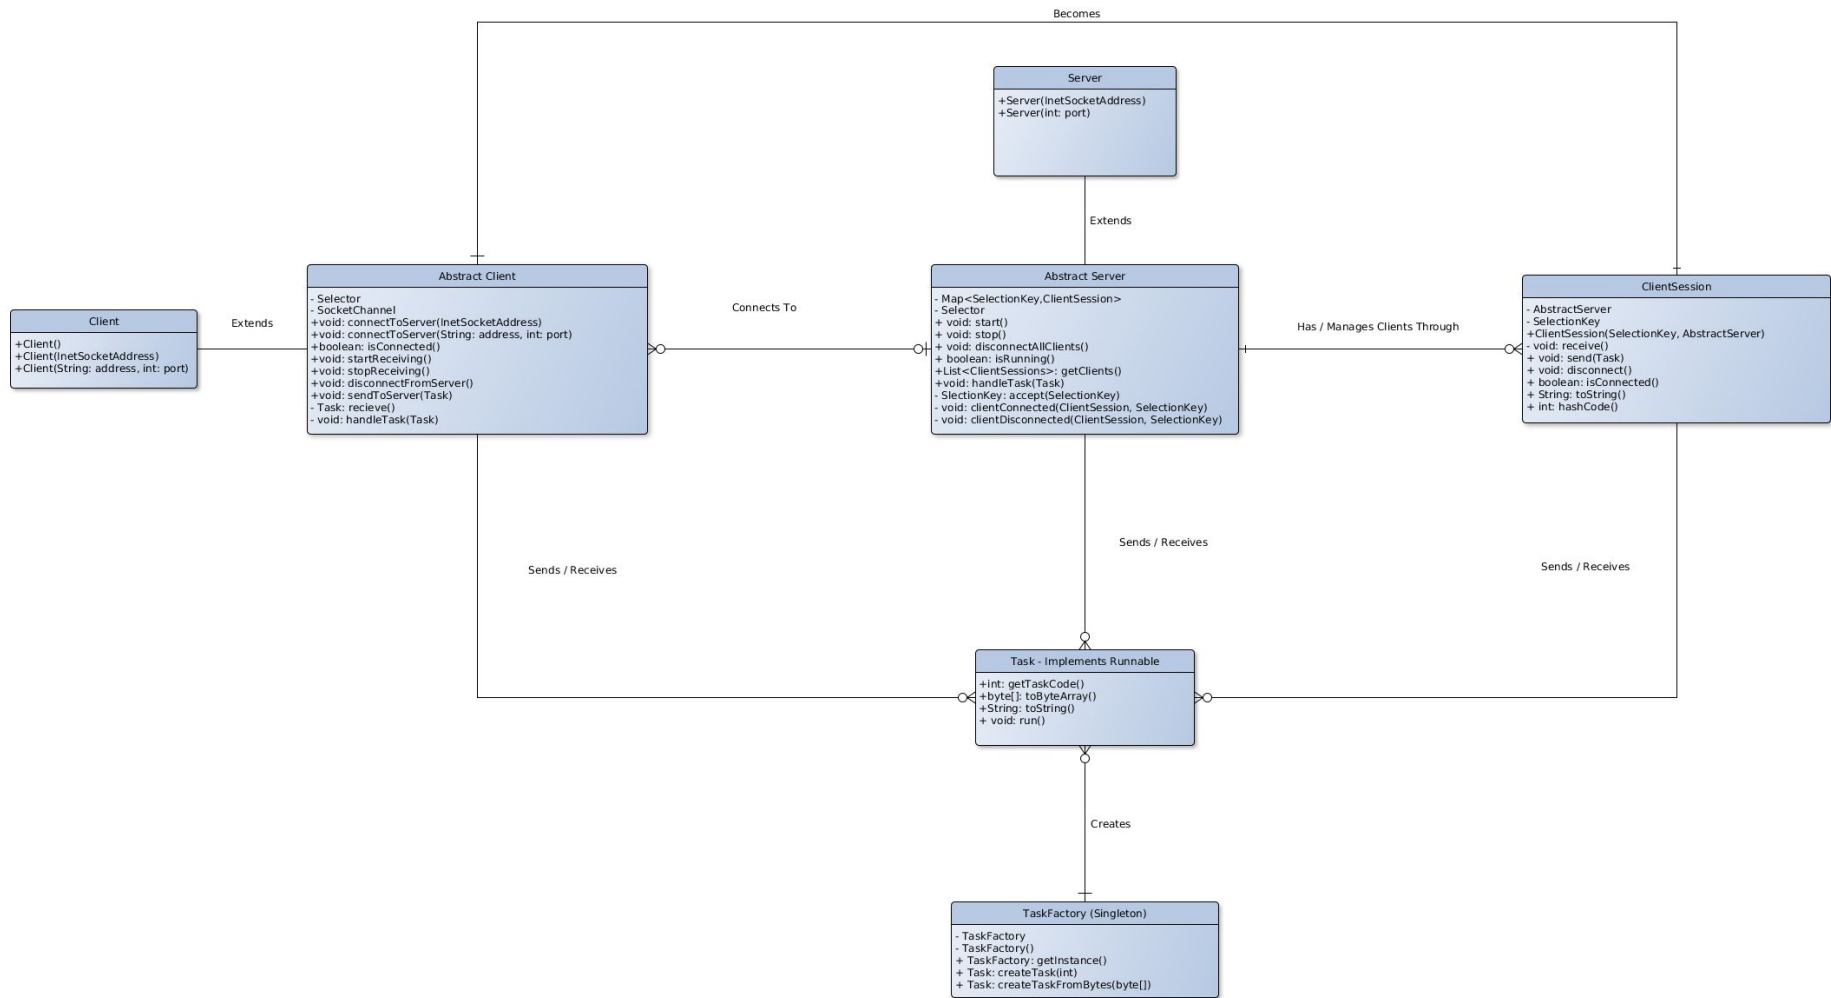 Becomes
Server
+Server(InetSocketAddress)
+Server(int: port)
Extends
Abstract Client
- Selector
- SocketChannel
+void: connectToServer(InetSocketAddress)
+void: connectToServer(String: address, int: port)
+boolean: isConnected()
+void: startReceiving()
+void: stopReceiving()
+void: disconnectFromServer()
+void: sendToServer(Task)
- Task: recieve()
- void: handleTask(Task)
Abstract Server
- Map<SelectionKey,ClientSession>
- Selector
+ void: start()
+ void: stop()
+ void: disconnectAllClients()
+ boolean: isRunning()
+List<ClientSessions>: getClients()
+void: handleTask(Task)
- SlectionKey: accept(SelectionKey)
- void: clientConnected(ClientSession, SelectionKey)
- void: clientDisconnected(ClientSession, SelectionKey)
ClientSession
- AbstractServer
- SelectionKey
+ClientSession(SelectionKey, AbstractServer)
- void: receive()
+ void: send(Task)
+ void: disconnect()
+ boolean: isConnected()
+ String: toString()
+ int: hashCode()
Client
+Client()
+Client(InetSocketAddress)
+Client(String: address, int: port)
Extends
Connects To
Has / Manages Clients Through
Sends / Receives
Sends / Receives
Sends / Receives
Task - Implements Runnable
+int: getTaskCode()
+byte[]: toByteArray()
+String: toString()
+ void: run()
Creates
TaskFactory (Singleton)
- TaskFactory
- TaskFactory()
+ TaskFactory: getInstance()
+ Task: createTask(int)
+ Task: createTaskFromBytes(byte[])